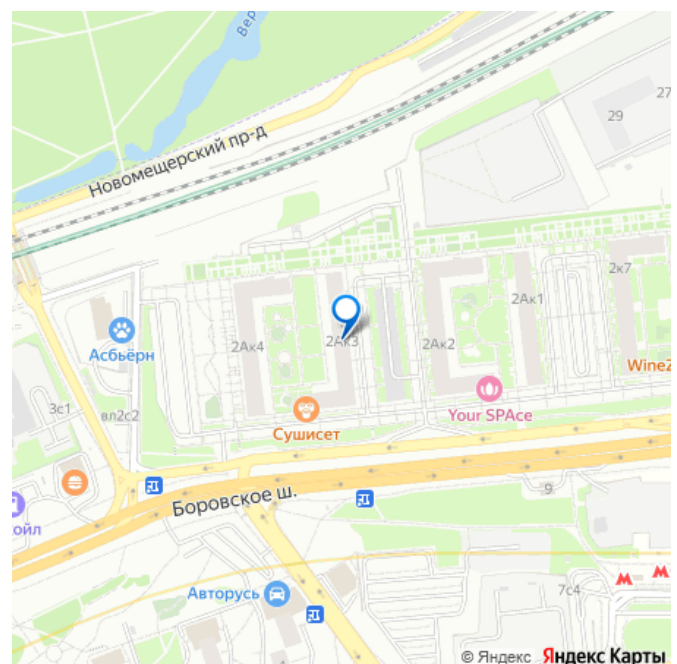 Вер
27
29
Новомещерский пр-д
2к7
2Ак1
2Ак4
2Ак3
2Ак2
Асбьёрн
WineZ
Your SPAce
3с1
вл2с2
Сушисет
Боровское ш.
9
ойл
7с4
Авторусь
© Яндекс Яндекс Карты